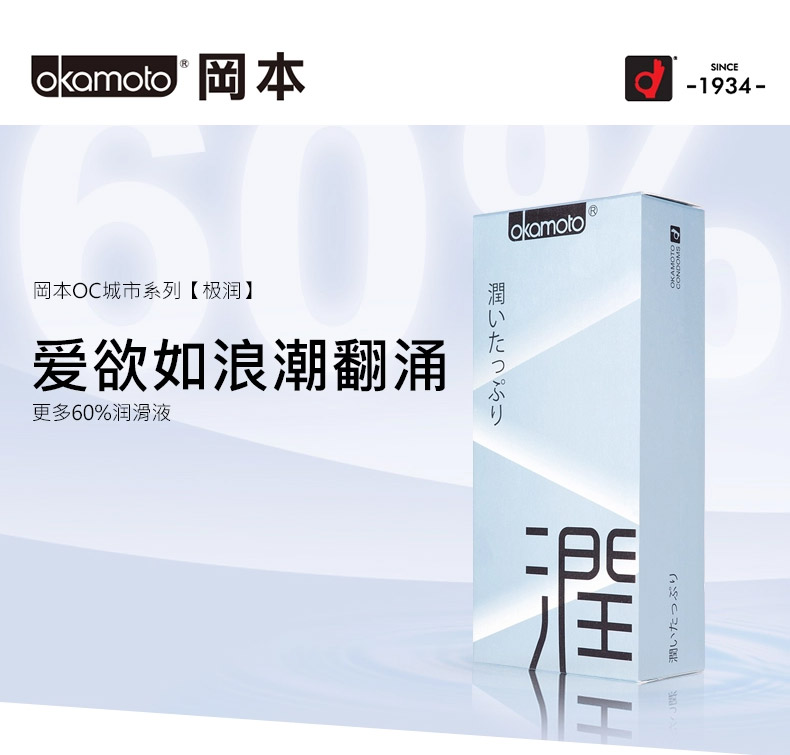 okamoto® 岡本
SINCE
-1934-
60%
岡本OC城市系列【极润】
爱欲如浪潮翻涌
更多60%润滑液
okamoto®
潤いたっぷり
潤
OKAMOTO
CONDOMS
潤いたっぷり